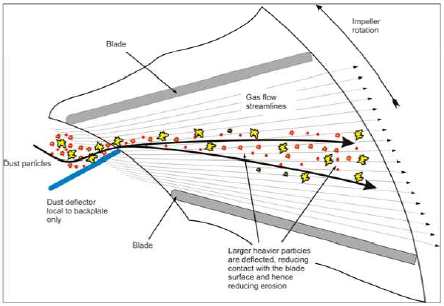 Impeller
rotation
Blade
Gas flow
streamlines
Dust particles
Dust deflector
local to backplate
only
Blade
Larger heavier particles
are deflected, reducing
contact with the blade
surface and hence
reducing erosion